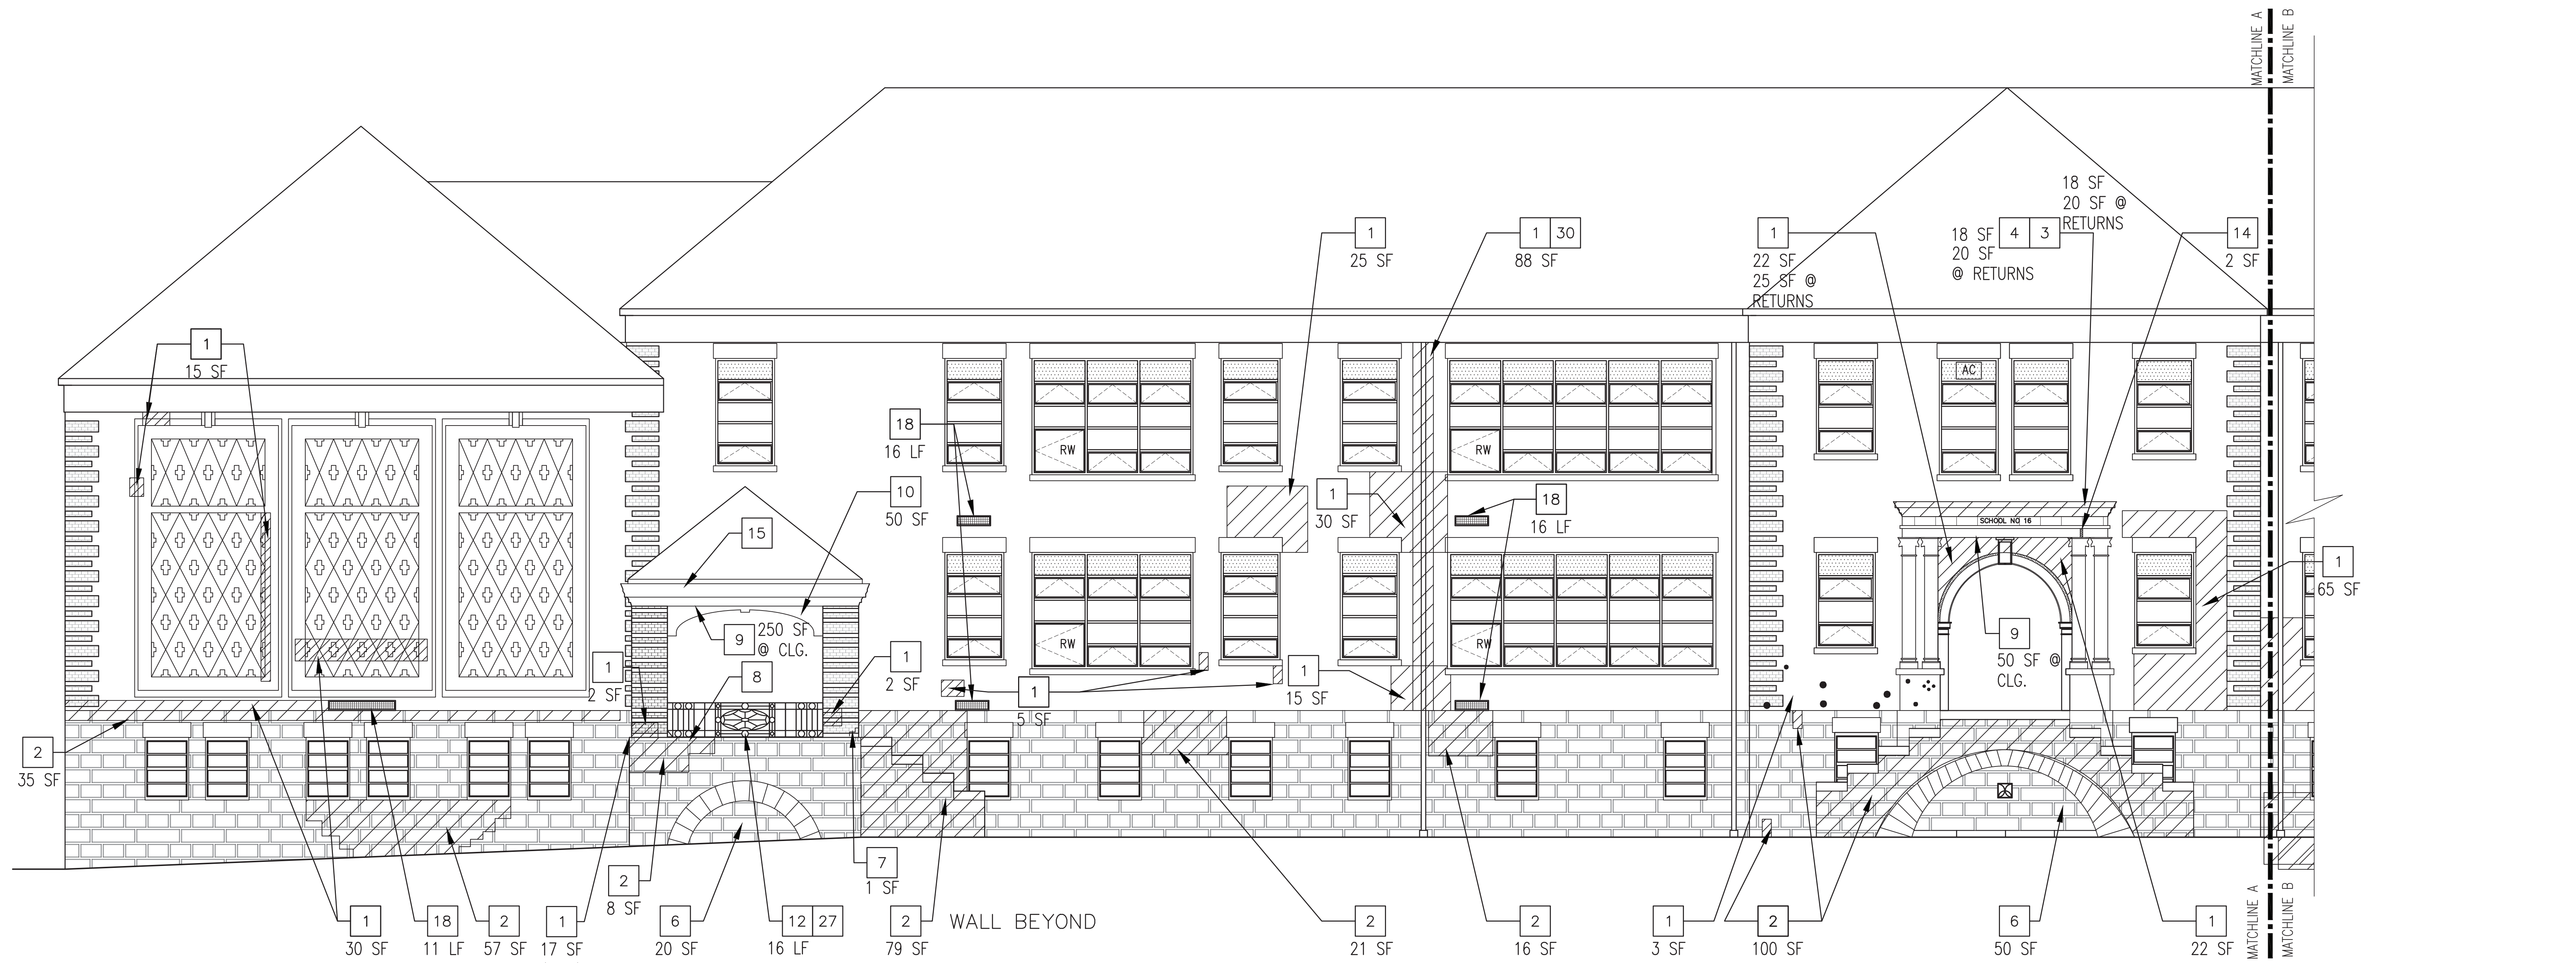 MATCHLINE A
MATCHLINE B
18 SF
20 SF @
RETURNS
1
25 SF
1 30
88 SF
1
22 SF
25 SF @
RETURNS
18 SF
20 SF
@ RETURNS
4 3
14
2 SF
1
15 SF
AC
18
16 LF
RW
RW
10
50 SF
1
30 SF
18
16 LF
15
SCHOOL NO 16
1
65 SF
9
250 SF
@ CLG.
RW
RW
9
50 SF @
CLG.
1
2 SF
8
1
2 SF
1
5 SF
1
15 SF
2
35 SF
7
1 SF
2
8 SF
1
30 SF
18
11 LF
2
57 SF
1
17 SF
6
20 SF
12 27
16 LF
2
79 SF
WALL BEYOND
2
21 SF
2
16 SF
1
3 SF
2
100 SF
6
50 SF
1
22 SF
MATCHLINE A
MATCHLINE B